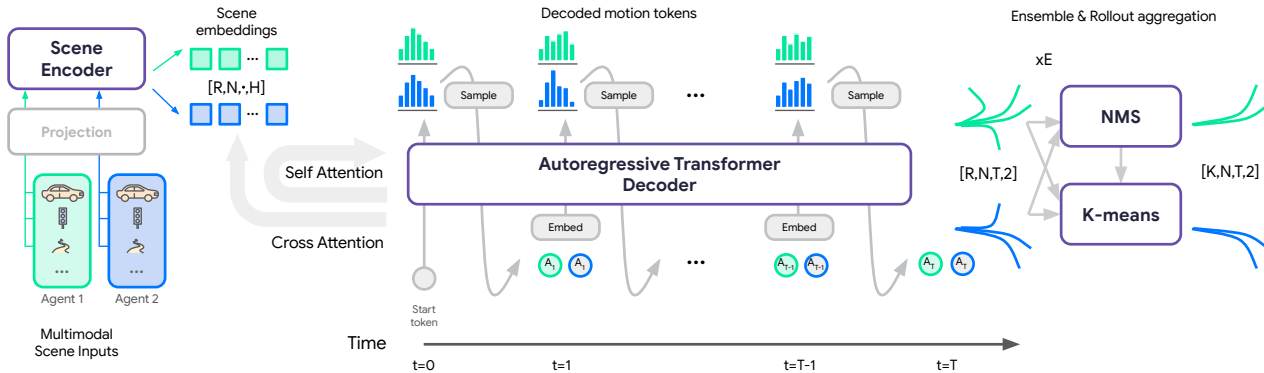 Scene
embeddings
Decoded motion tokens
Ensemble & Rollout aggregation
Scene
Encoder
...
[R,N,·,H]
...
Projection
Sample
Sample
...
Sample
xE
NMS
K-means
[R,N,T,2]
[K,N,T,2]
Self Attention
Cross Attention
Autoregressive Transformer
Decoder
Embed
Embed
A1
A1
...
AT-1
AT-1
AT
AT
...
...
Agent 1
Agent 2
Multimodal
Scene Inputs
Start
token
Time
t=0
t=1
t=T-1
t=T